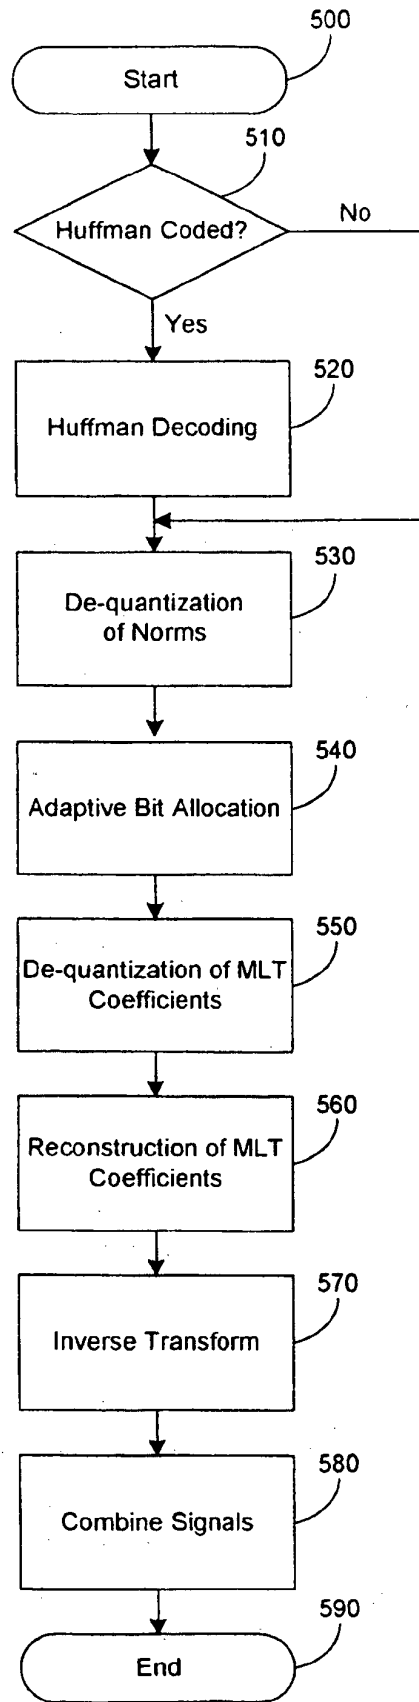 500
Start
510
Huffman Coded?
No
Yes
520
Huffman Decoding
530
De-quantization
of Norms
540
Adaptive Bit Allocation
550
De-quantization of MLT
Coefficients
560
Reconstruction of MLT
Coefficients
570
Inverse Transform
580
Combine Signals
590
End